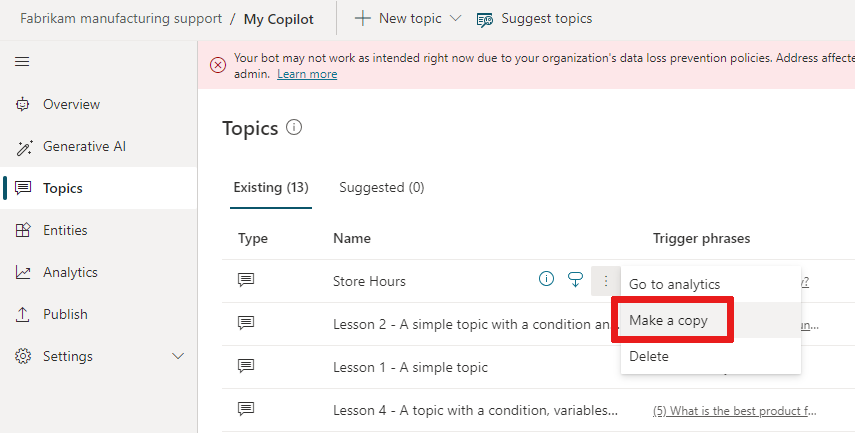 Fabrikam manufacturing support / My Copilot
New topic
Suggest topics
Your bot may not work as intended right now due to your organization's data loss prevention policies. Address affecte
admin. Learn more
Overview
Generative AI
Topics
Entities
Analytics
Publish
Settings
Topics
Existing (13)
Suggested (0)
Type Name Trigger phrases
Store Hours
Go to analytics
Make a copy
Delete
Lesson 2 - A simple topic with a condition an...
Lesson 1 - A simple topic
Lesson 4 - A topic with a condition, variables...
(5) What is the best product f...